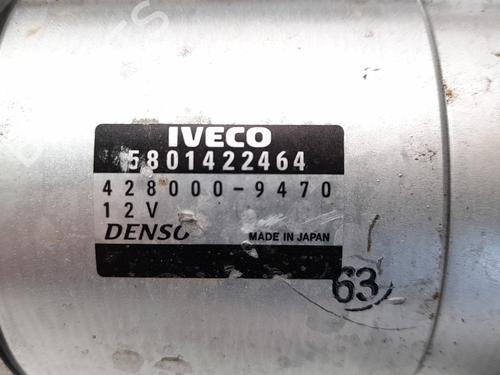 IVECO
5801422464
428000-9470
12V
DENSO MADE IN JAPAN
63